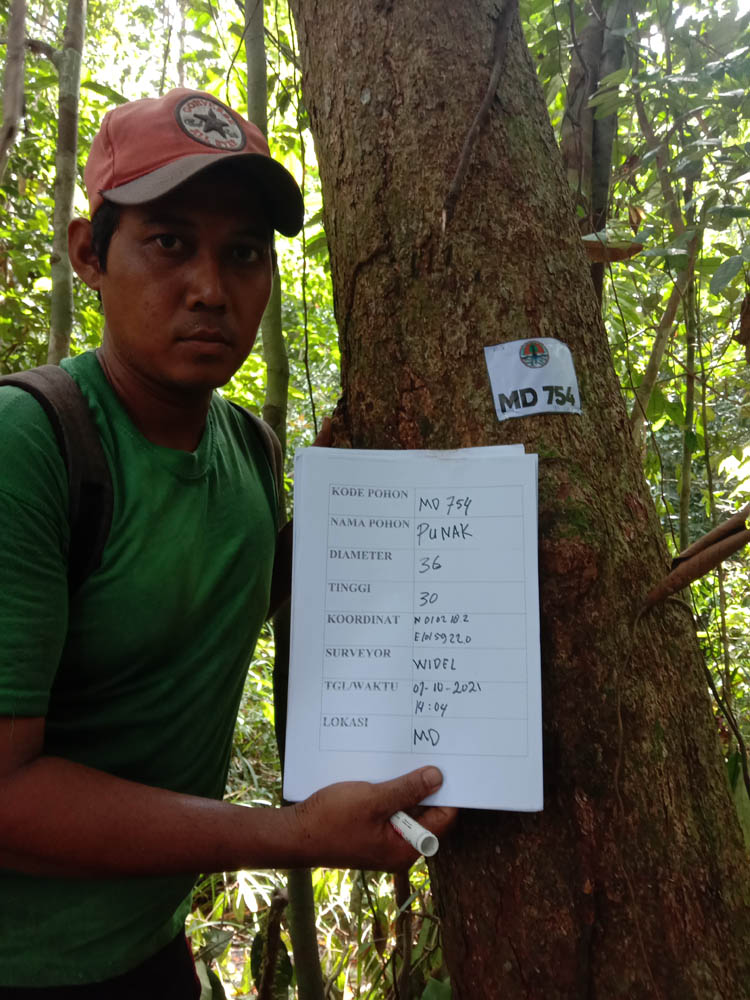 MD 754
KODE POHON MD 754
NAMA POHON PUNAK
DIAMETER 36
TINGGI 30
KOORDINAT N 0102182
E10159220
SURVEYOR WIDEL
TGL/WAKTU 07-10-2021
14:04
LOKASI MD